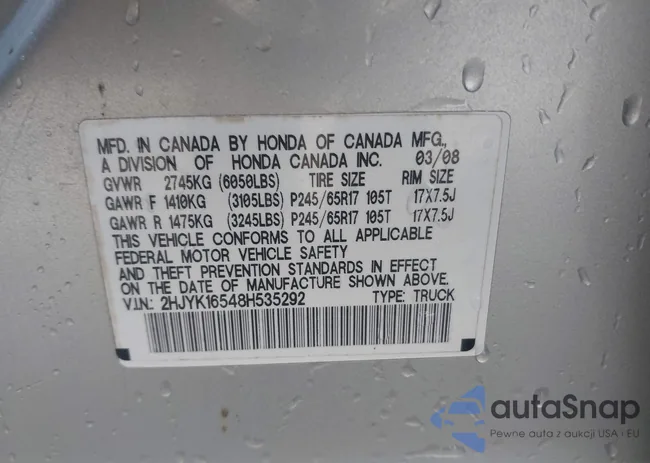 MFD. IN CANADA BY HONDA OF CANADA MFG.,
A DIVISION OF HONDA CANADA INC. 03/08
GVWR 2745KG (6050LBS) TIRE SIZE RIM SIZE
GAWR F 1410KG (3105LBS) P245/65R17 105T 17X7.5J
GAWR R 1475KG (3245LBS) P245/65R17 105T 17X7.5J
THIS VEHICLE CONFORMS TO ALL APPLICABLE
FEDERAL MOTOR VEHICLE SAFETY
AND THEFT PREVENTION STANDARDS IN EFFECT
ON THE DATE OF MANUFACTURE SHOWN ABOVE.
V.I.N.: 2HJYK16548H535292 TYPE: TRUCK
autaSnap
Pewne auta z aukcji USA i EU